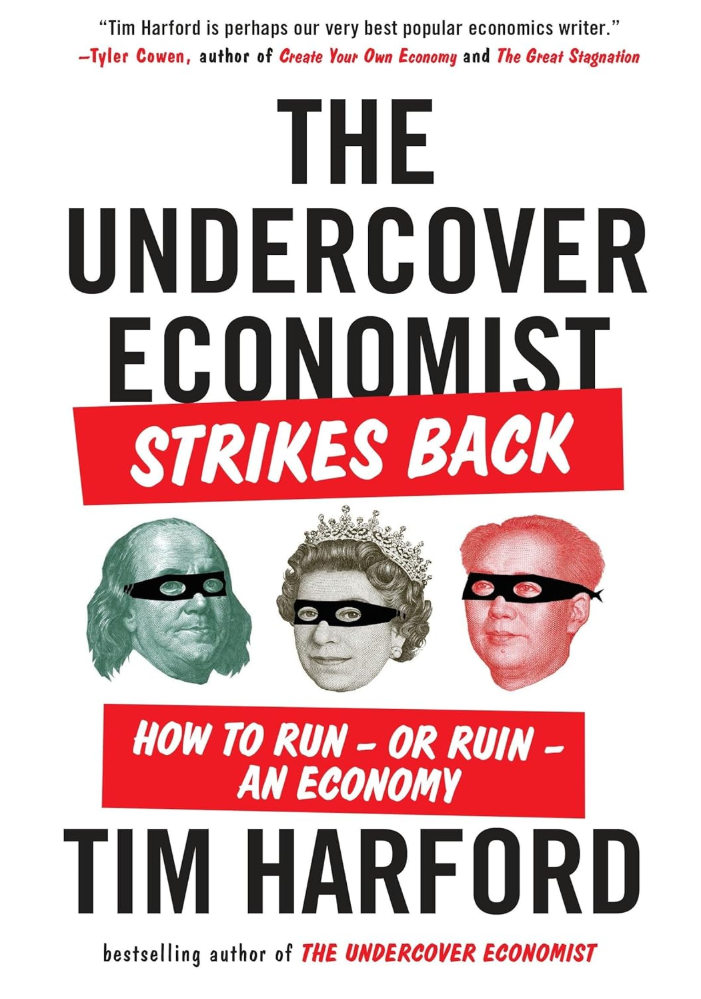 “Tim Harford is perhaps our very best popular economics writer.”
–Tyler Cowen, author of Create Your Own Economy and The Great Stagnation
THE
UNDERCOVER
ECONOMIST
STRIKES BACK
HOW TO RUN – OR RUIN –
AN ECONOMY
TIM HARFORD
bestselling author of THE UNDERCOVER ECONOMIST